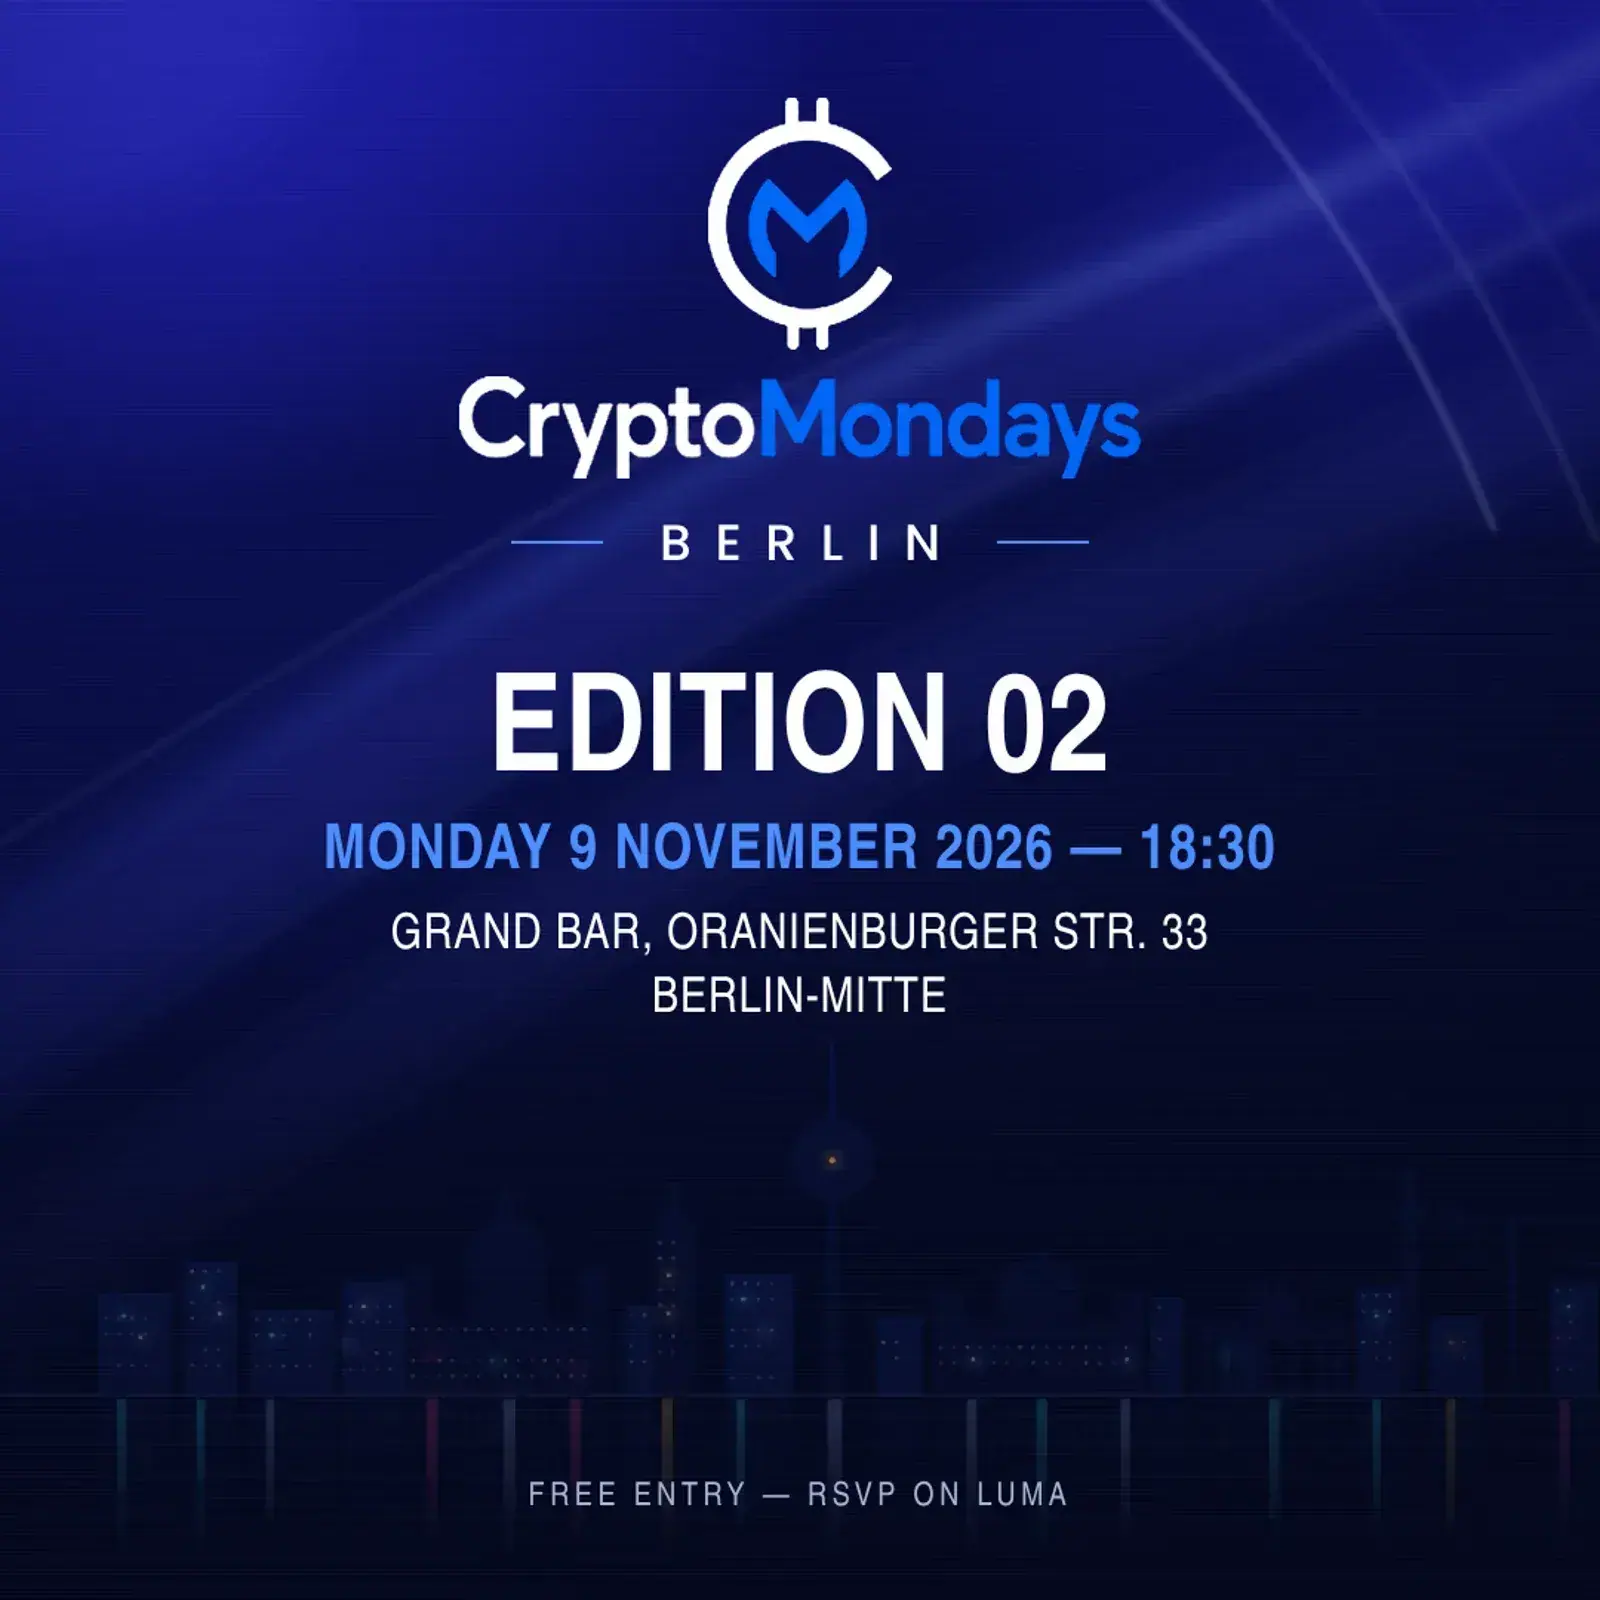 CryptoMondays
BERLIN
EDITION 02
MONDAY 9 NOVEMBER 2026 — 18:30
GRAND BAR, ORANIENBURGER STR. 33
BERLIN-MITTE
FREE ENTRY — RSVP ON LUMA